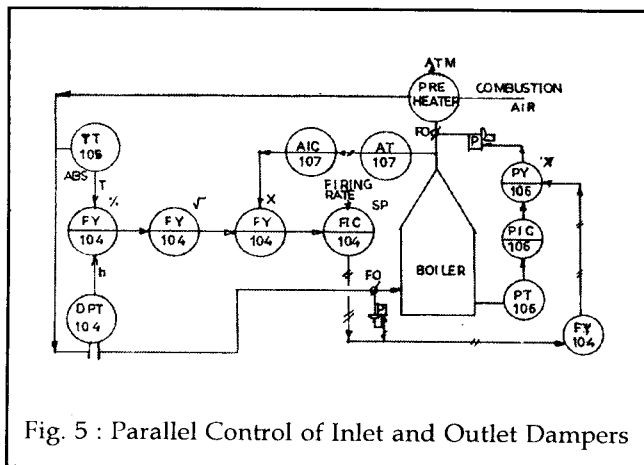 ATM
PRE
HEATER
COMBUSTION
AIR
FO
P
TT
105
ABS
T
AIC
107
AT
107
PY
106
X
FIRING
RATE
SP
%
FY
104
√
FY
104
X
FY
104
FIC
104
PIC
106
h
DPT
104
FO
P
BOILER
PT
106
FY
104
Fig. 5 : Parallel Control of Inlet and Outlet Dampers